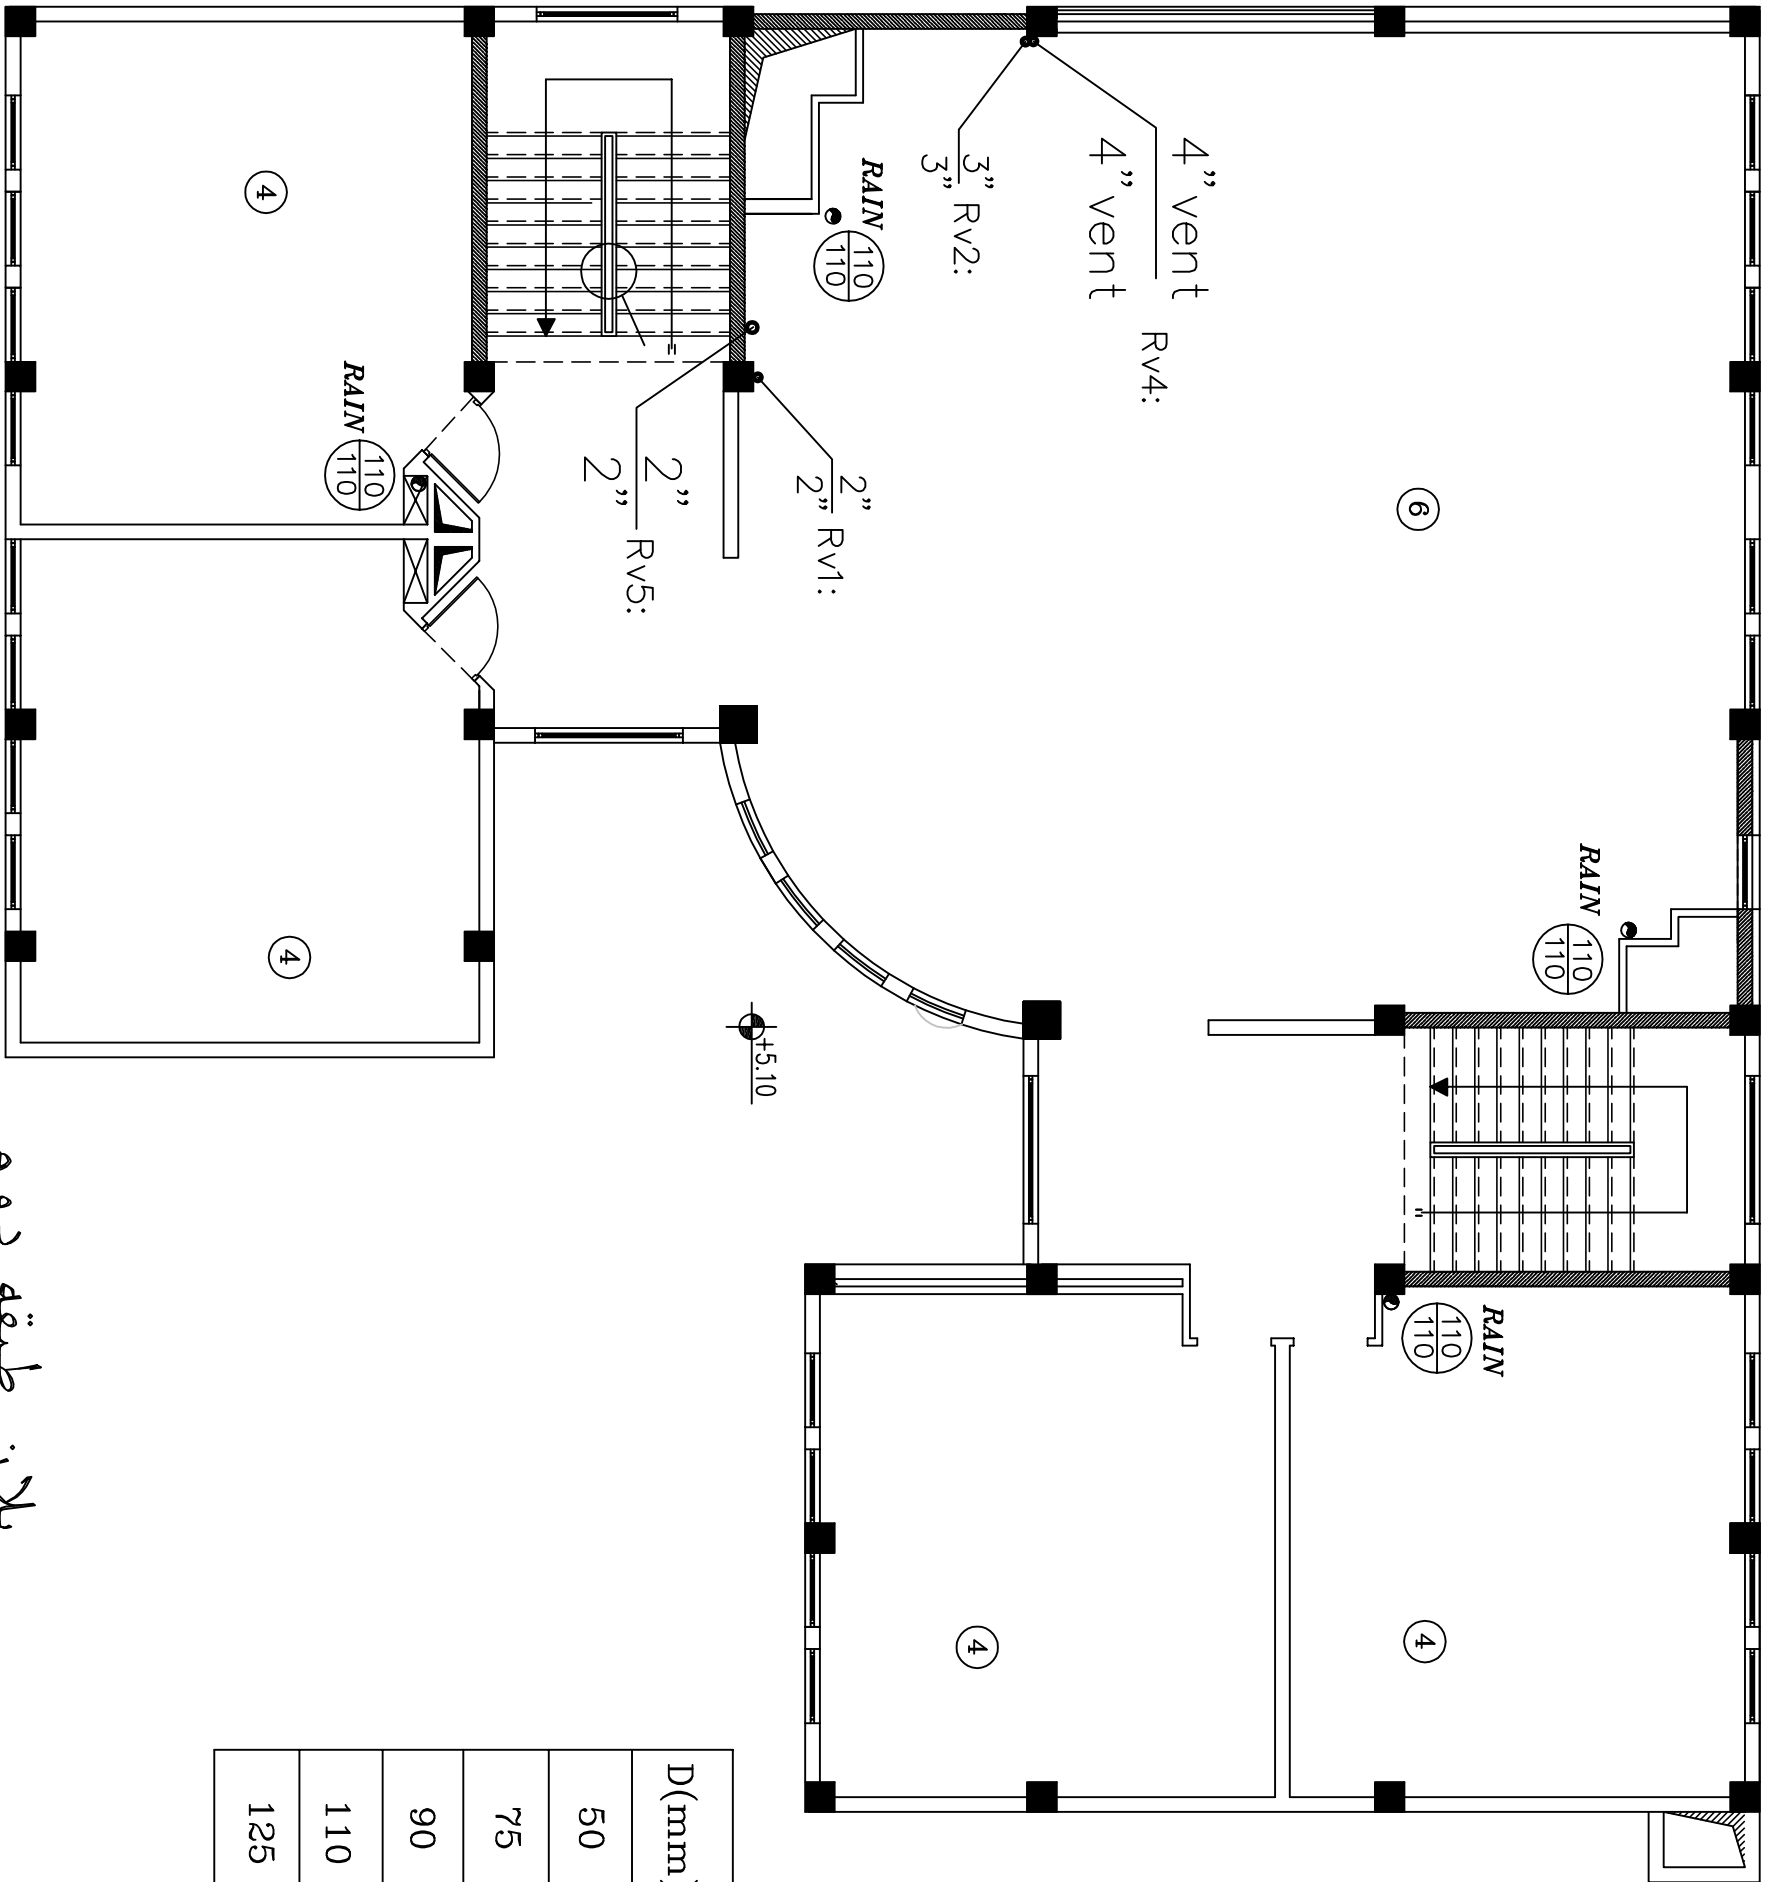 4” vent
4” vent
Rv4:
3”
3”
Rv2:
RAIN
110
110
④
⑥
RAIN
110
110
2”
2”
Rv1:
2”
2”
Rv5:
RAIN
110
110
④
+5.10
RAIN
110
110
④
④
D(mm)
50
75
90
110
125